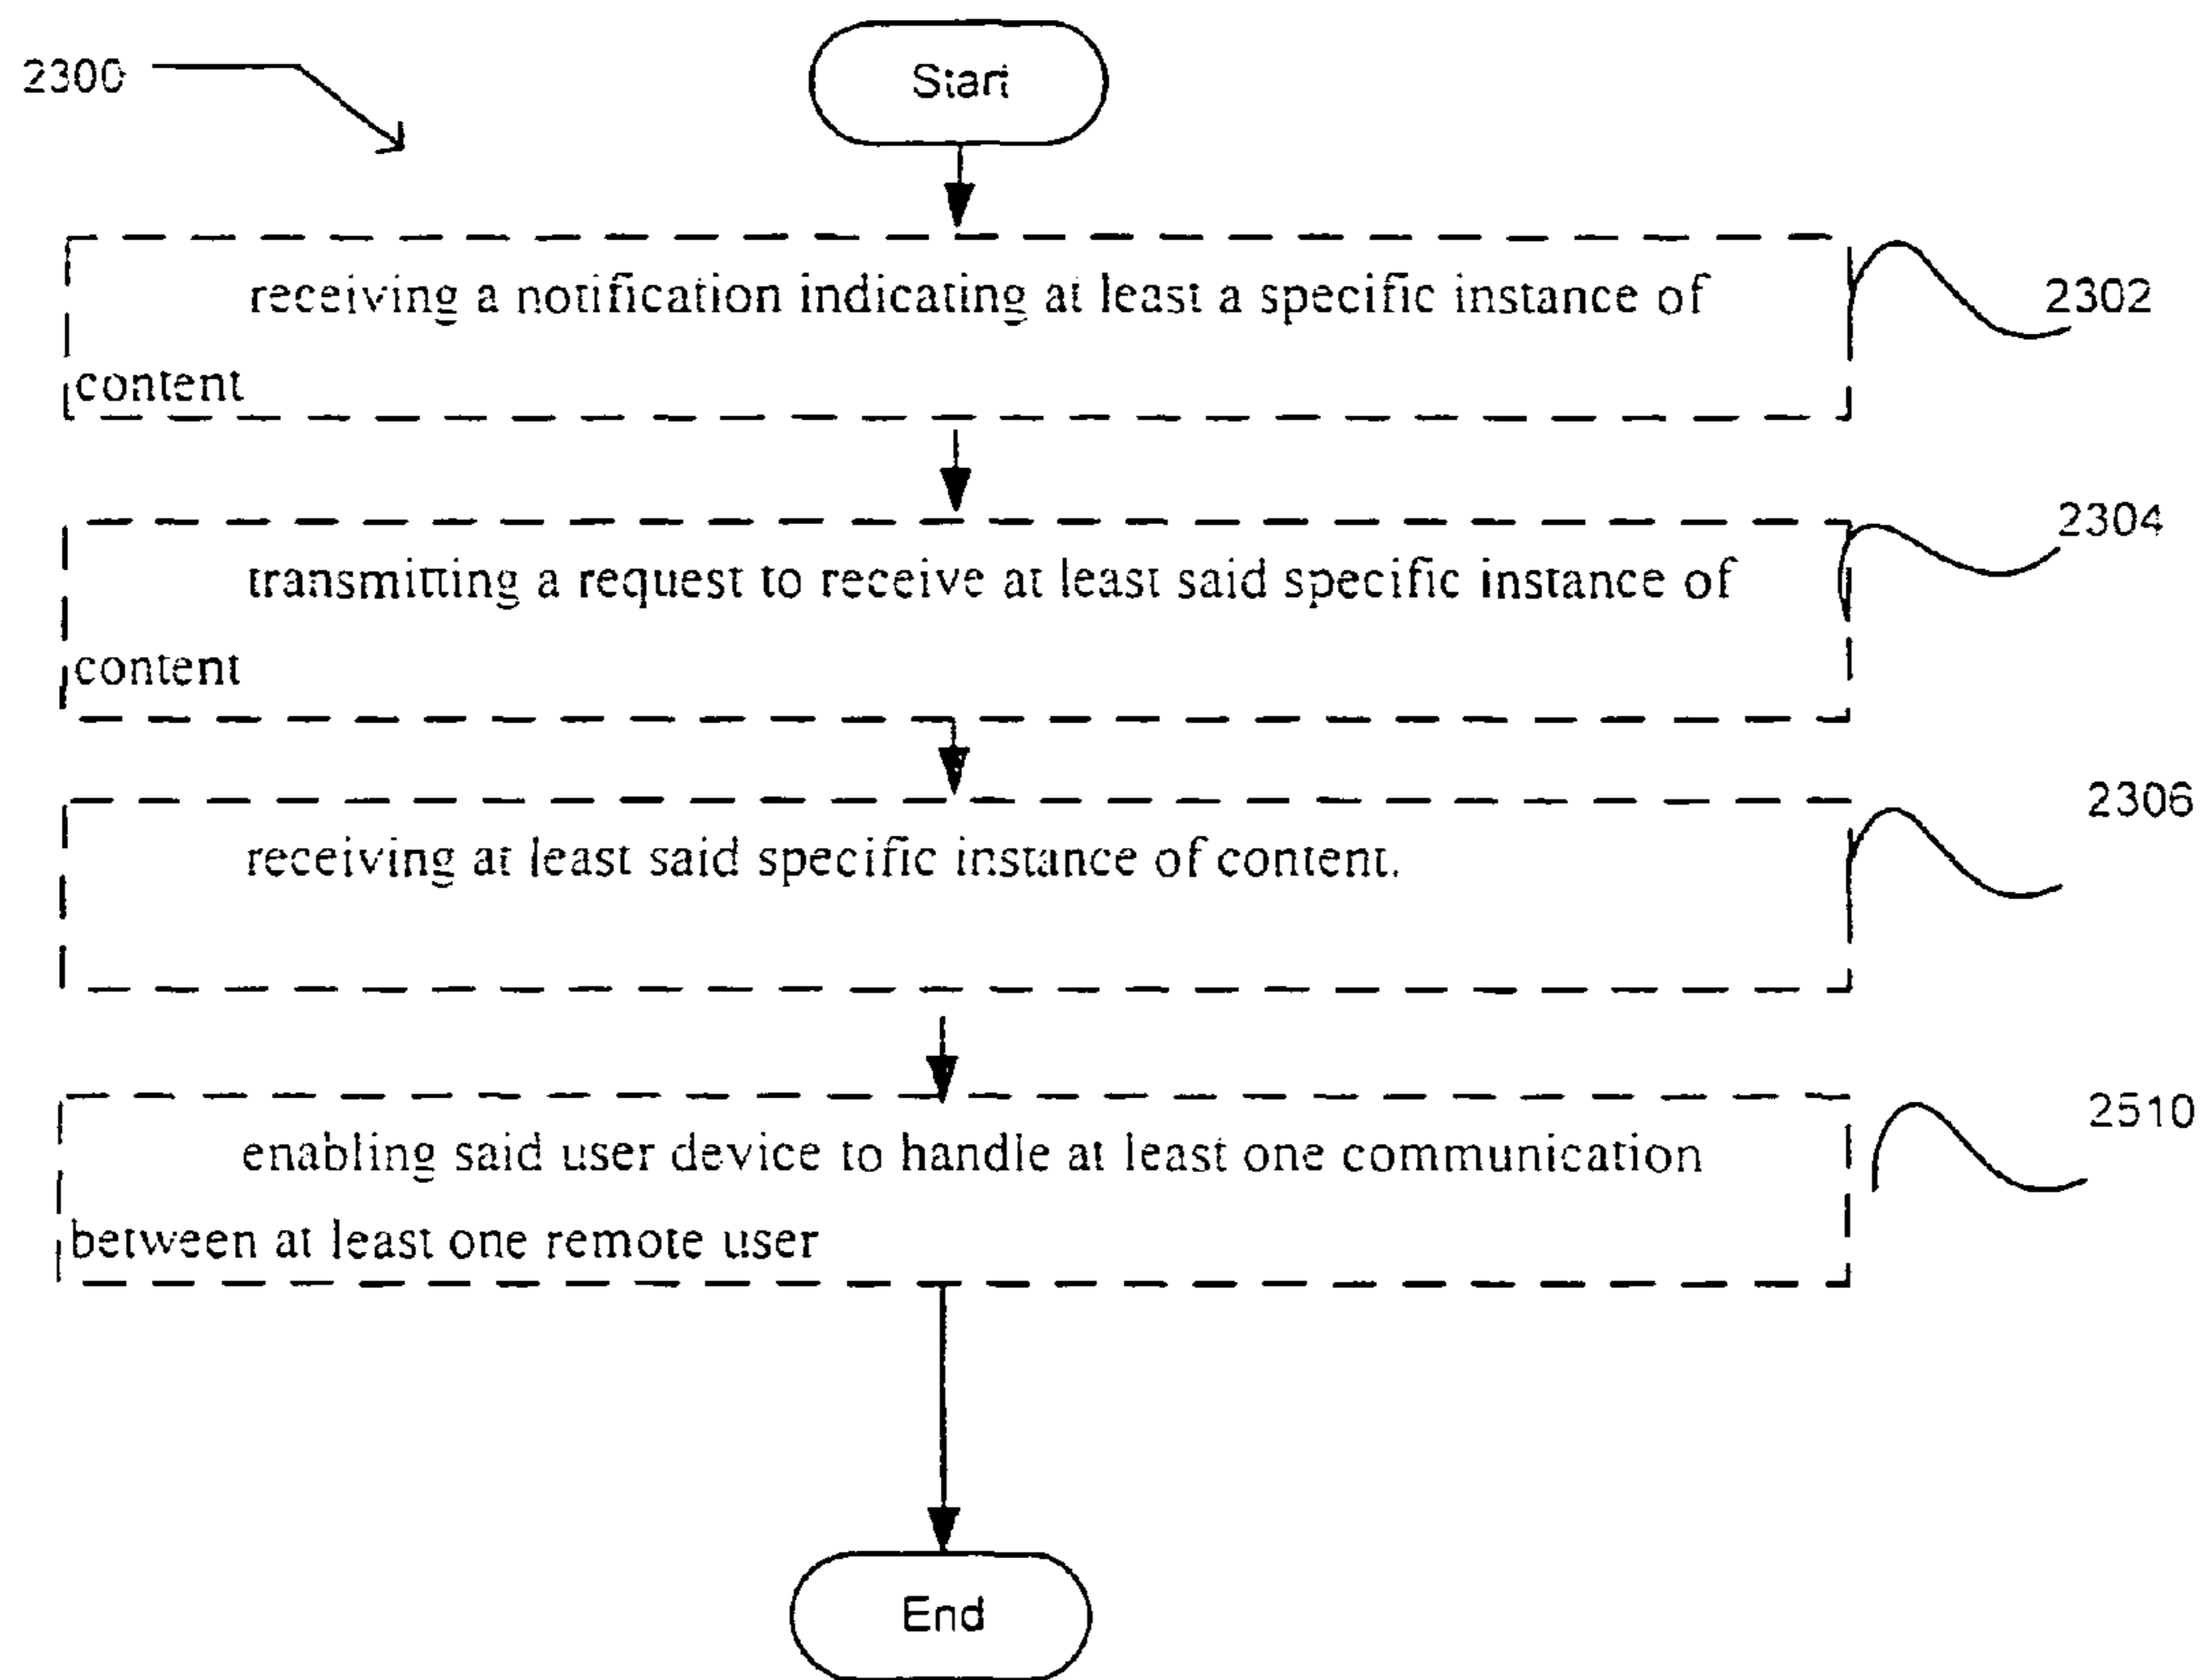 2300
Start
receiving a notification indicating at least a specific instance of
content
2302
transmitting a request to receive at least said specific instance of
content
2304
receiving at least said specific instance of content.
2306
enabling said user device to handle at least one communication
between at least one remote user
2510
End